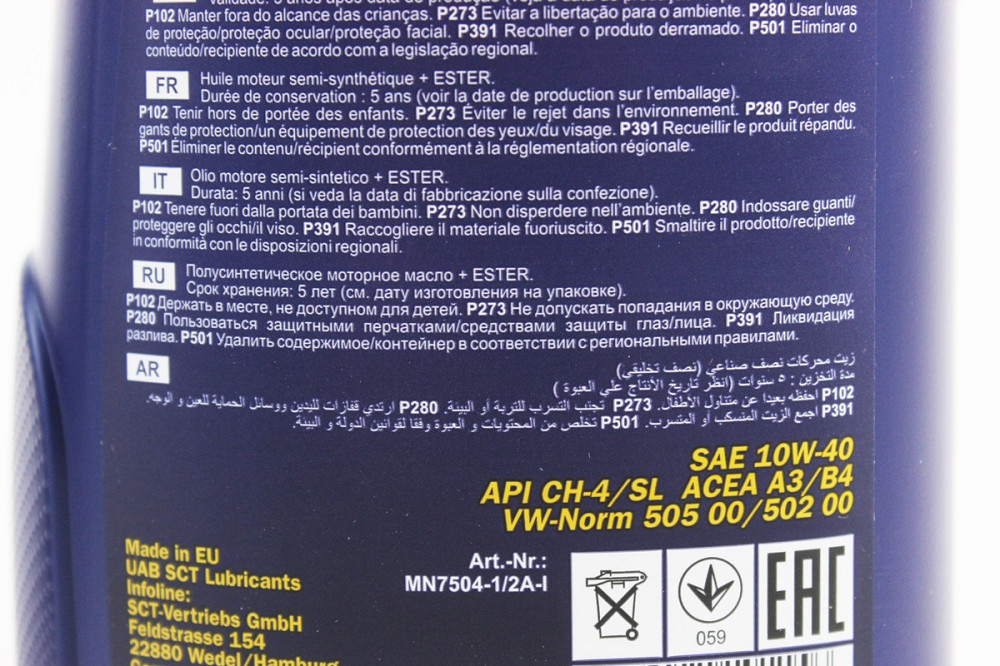 P102 Manter fora do alcance das crianças. P273 Evitar a libertação para o ambiente. P280 Usar luvas
de proteção/proteção ocular/proteção facial. P391 Recolher o produto derramado. P501 Eliminar o
conteúdo/recipiente de acordo com a legislação regional.
FR Huile moteur semi-synthétique + ESTER.
Durée de conservation : 5 ans (voir la date de production sur l'emballage).
P102 Tenir hors de portée des enfants. P273 Éviter le rejet dans l'environnement. P280 Porter des
gants de protection/un équipement de protection des yeux/du visage. P391 Recueillir le produit répandu.
P501 Éliminer le contenu/récipient conformément à la réglementation régionale.
IT Olio motore semi-sintetico + ESTER.
Durata: 5 anni (si veda la data di fabbricazione sulla confezione).
P102 Tenere fuori dalla portata dei bambini. P273 Non disperdere nell'ambiente. P280 Indossare guanti/
proteggere gli occhi/il viso. P391 Raccogliere il materiale fuoriuscito. P501 Smaltire il prodotto/recipiente
in conformità con le disposizioni regionali.
RU Полусинтетическое моторное масло + ESTER.
Срок хранения: 5 лет (см. дату изготовления на упаковке).
P102 Держать в месте, не доступном для детей. P273 Не допускать попадания в окружающую среду.
P280 Пользоваться защитными перчатками/средствами защиты глаз/лица. P391 Ликвидация
разлива. P501 Удалить содержимое/контейнер в соответствии с региональными правилами.
AR زيت محركات نصف صناعي (نصف تخليقي)
مدة التخزين : ٥ سنوات (انظر تاريخ الأنتاج علي العبوة )
P102 احفظه بعيدا عن متناول الأطفال. P273 تجنب التسرب للتربة أو البيئة. P280 ارتدي قفازات لليدين ووسائل الحماية للعين و الوجه.
P391 اجمع الزيت المنسكب أو المتسرب. P501 تخلص من المحتويات و العبوة وفقا لقوانين الدولة و البيئة.
SAE 10W-40
API CH-4/SL ACEA A3/B4
VW-Norm 505 00/502 00
Made in EU
UAB SCT Lubricants
Infoline:
SCT-Vertriebs GmbH
Feldstrasse 154
22880 Wedel/Hamburg
Art.-Nr.:
MN7504-1/2A-I
059
EAC